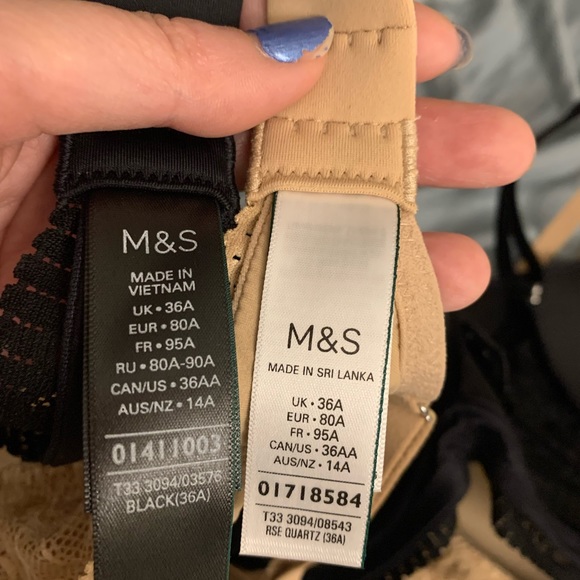 M&S
MADE IN
VIETNAM
UK • 36A
EUR • 80A
FR • 95A
RU • 80A-90A
CAN/US • 36AA
AUS/NZ • 14A
01411003
T33 3094/03576
BLACK(36A)
M&S
MADE IN SRI LANKA
UK • 36A
EUR • 80A
FR • 95A
CAN/US • 36AA
AUS/NZ • 14A
01718584
T33 3094/08543
RSE QUARTZ (36A)